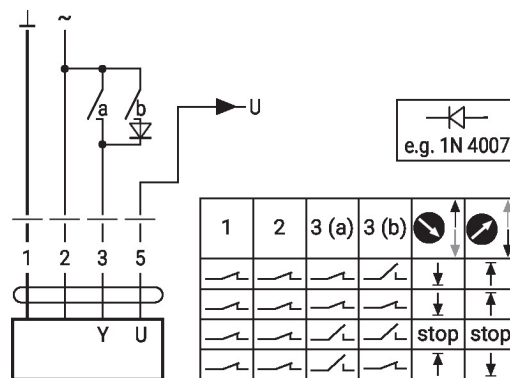 ⊥ ~
a b
U
e.g. 1N 4007
1 2 3 5
Y U
1 2 3 (a) 3 (b)
stop stop